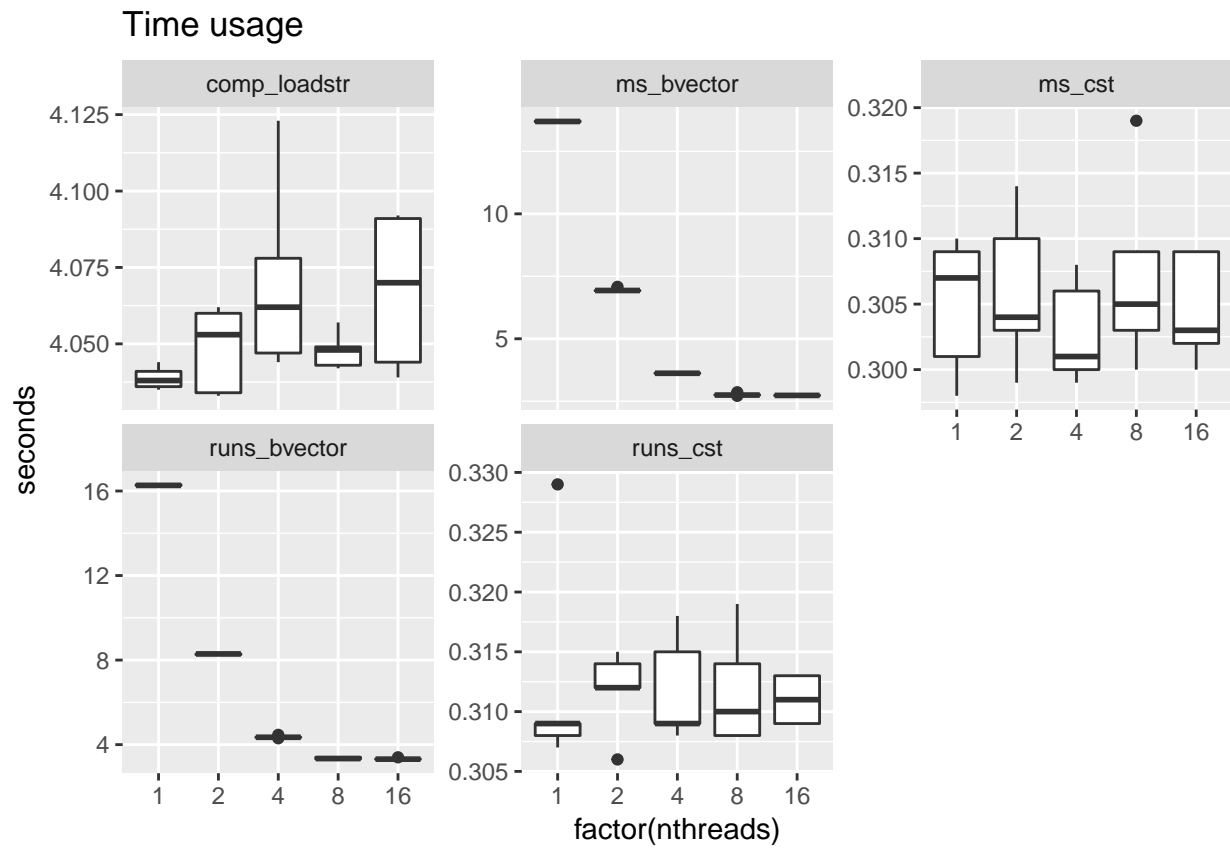 Time usage
comp_loadstr
ms_bvector
ms_cst
4.125
4.100
4.075
4.050
10
5
0.320
0.315
0.310
0.305
0.300
1 2 4 8 16
runs_bvector
runs_cst
16
12
8
4
0.330
0.325
0.320
0.315
0.310
0.305
1 2 4 8 16
1 2 4 8 16
seconds
factor(nthreads)